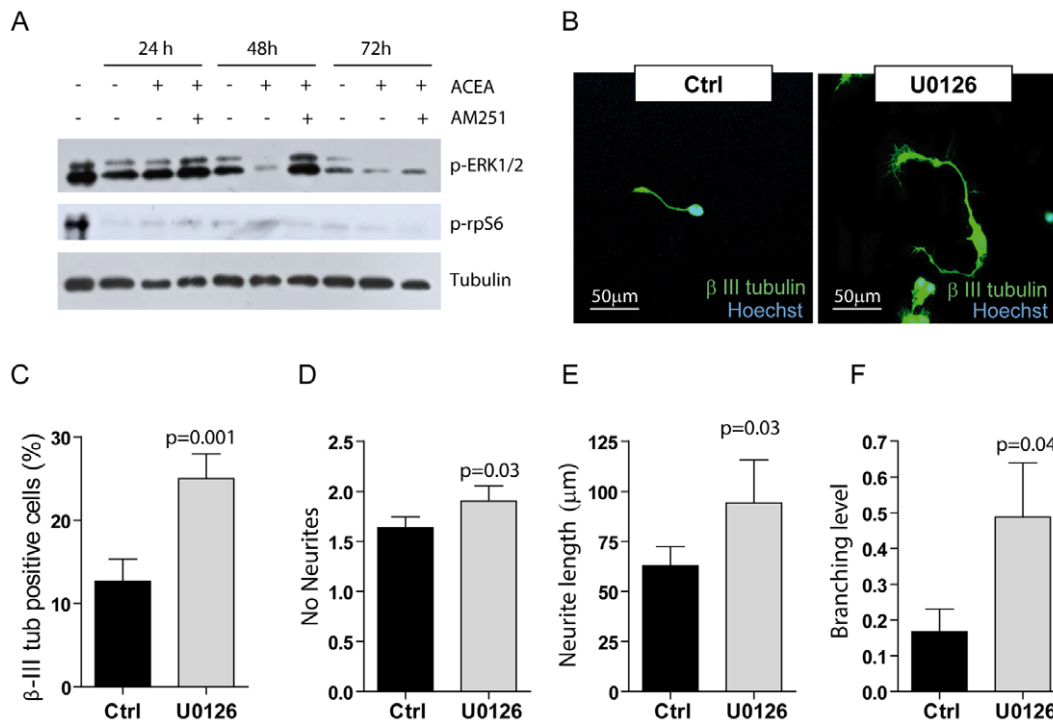 A
24 h 48h 72h
- - + + - + + - + + ACEA
- - - + - - + - - + AM251
p-ERK1/2
p-rpS6
Tubulin
B
Ctrl
β III tubulin
Hoechst
50μm
U0126
β III tubulin
Hoechst
50μm
C
β-III tub positive cells (%)
30
20
10
0
p=0.001
Ctrl U0126
D
No Neurites
2.5
2.0
1.5
1.0
0.5
0.0
p=0.03
Ctrl U0126
E
Neurite length (μm)
125
100
75
50
25
0
p=0.03
Ctrl U0126
F
Branching level
0.7
0.6
0.5
0.4
0.3
0.2
0.1
0.0
p=0.04
Ctrl U0126